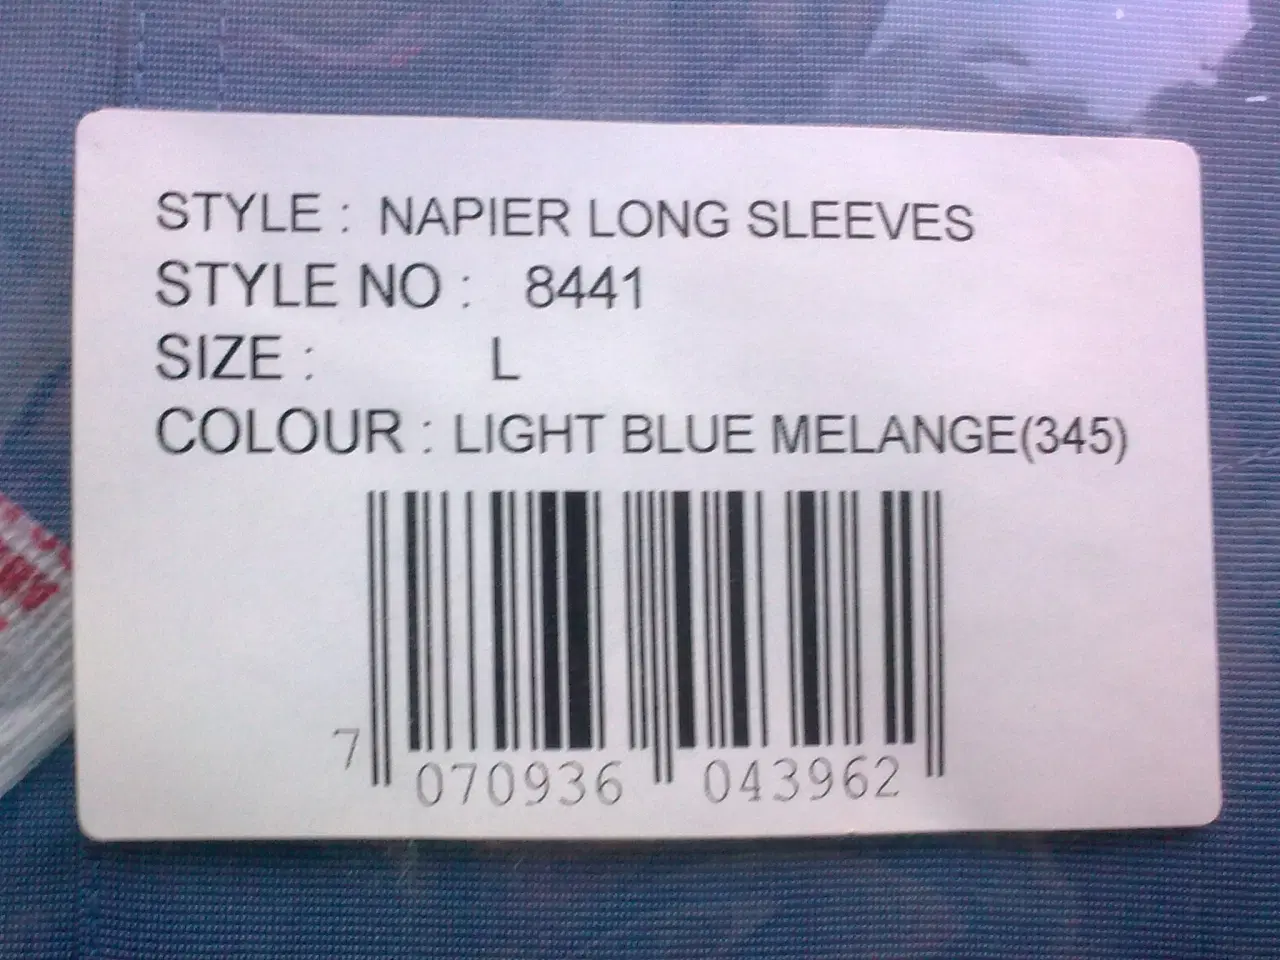 STYLE : NAPIER LONG SLEEVES
STYLE NO : 8441
SIZE : L
COLOUR : LIGHT BLUE MELANGE(345)
7 070936 043962